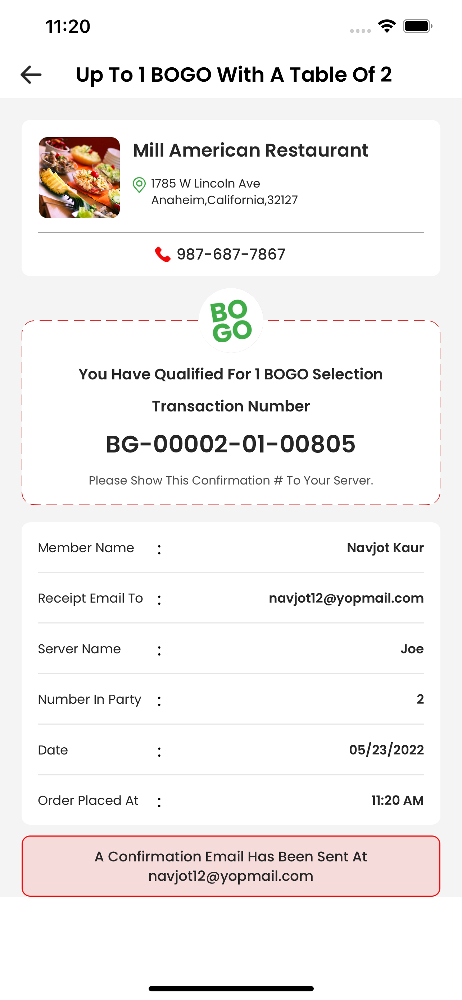 11:20
Up To 1 BOGO With A Table Of 2
Mill American Restaurant
1785 W Lincoln Ave
Anaheim,California,32127
987-687-7867
BO
GO
You Have Qualified For 1 BOGO Selection
Transaction Number
BG-00002-01-00805
Please Show This Confirmation # To Your Server.
Member Name : Navjot Kaur
Receipt Email To : navjot12@yopmail.com
Server Name : Joe
Number In Party : 2
Date : 05/23/2022
Order Placed At : 11:20 AM
A Confirmation Email Has Been Sent At
navjot12@yopmail.com